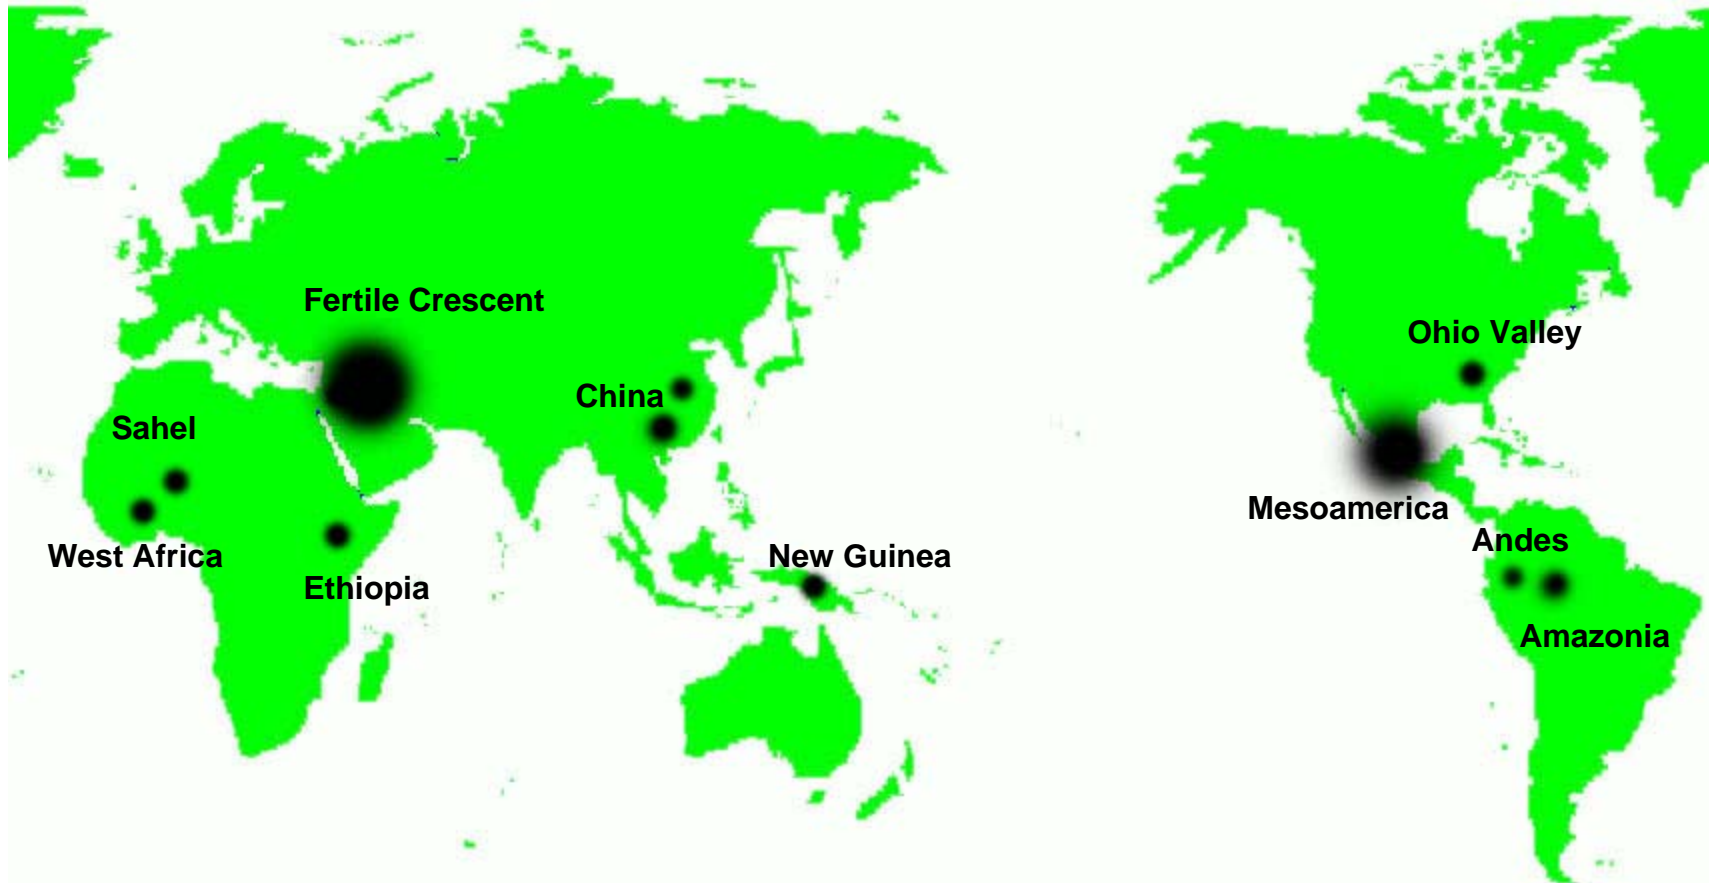 Fertile Crescent
Ohio Valley
China
Sahel
Mesoamerica
Andes
West Africa
New Guinea
Ethiopia
Amazonia